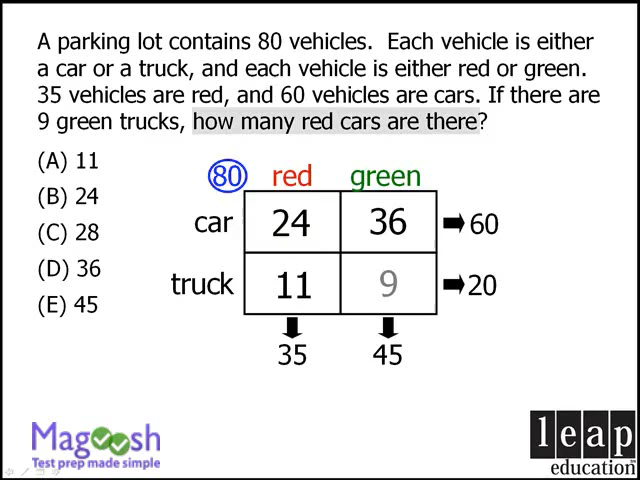 A parking lot contains 80 vehicles.  Each vehicle is either
a car or a truck, and each vehicle is either red or green.
35 vehicles are red, and 60 vehicles are cars. If there are
9 green trucks, how many red cars are there?
(A) 11
(B) 24
(C) 28
(D) 36
(E) 45
80 red green
car 24 36 60
truck 11 9 20
35 45
Magoosh
Test prep made simple
leap
education